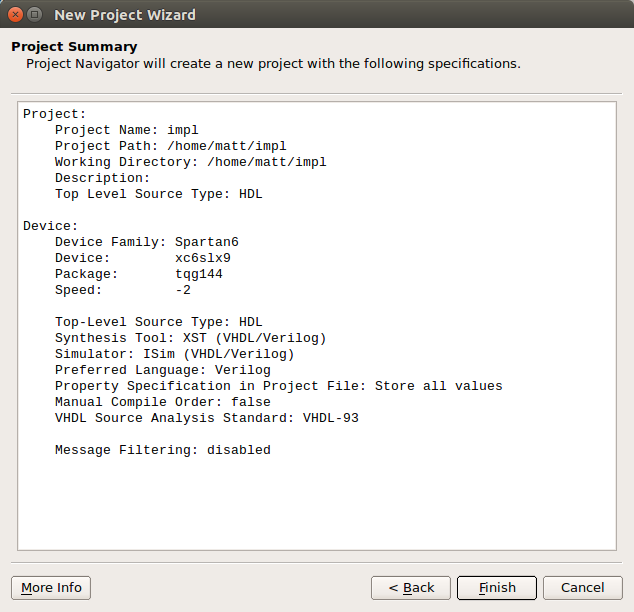 New Project Wizard
Project Summary
Project Navigator will create a new project with the following specifications.
Project:
Project Name: impl
Project Path: /home/matt/impl
Working Directory: /home/matt/impl
Description:
Top Level Source Type: HDL
Device:
Device Family: Spartan6
Device: xc6slx9
Package: tqg144
Speed: -2
Top-Level Source Type: HDL
Synthesis Tool: XST (VHDL/Verilog)
Simulator: ISim (VHDL/Verilog)
Preferred Language: Verilog
Property Specification in Project File: Store all values
Manual Compile Order: false
VHDL Source Analysis Standard: VHDL-93
Message Filtering: disabled
More Info < Back Finish Cancel